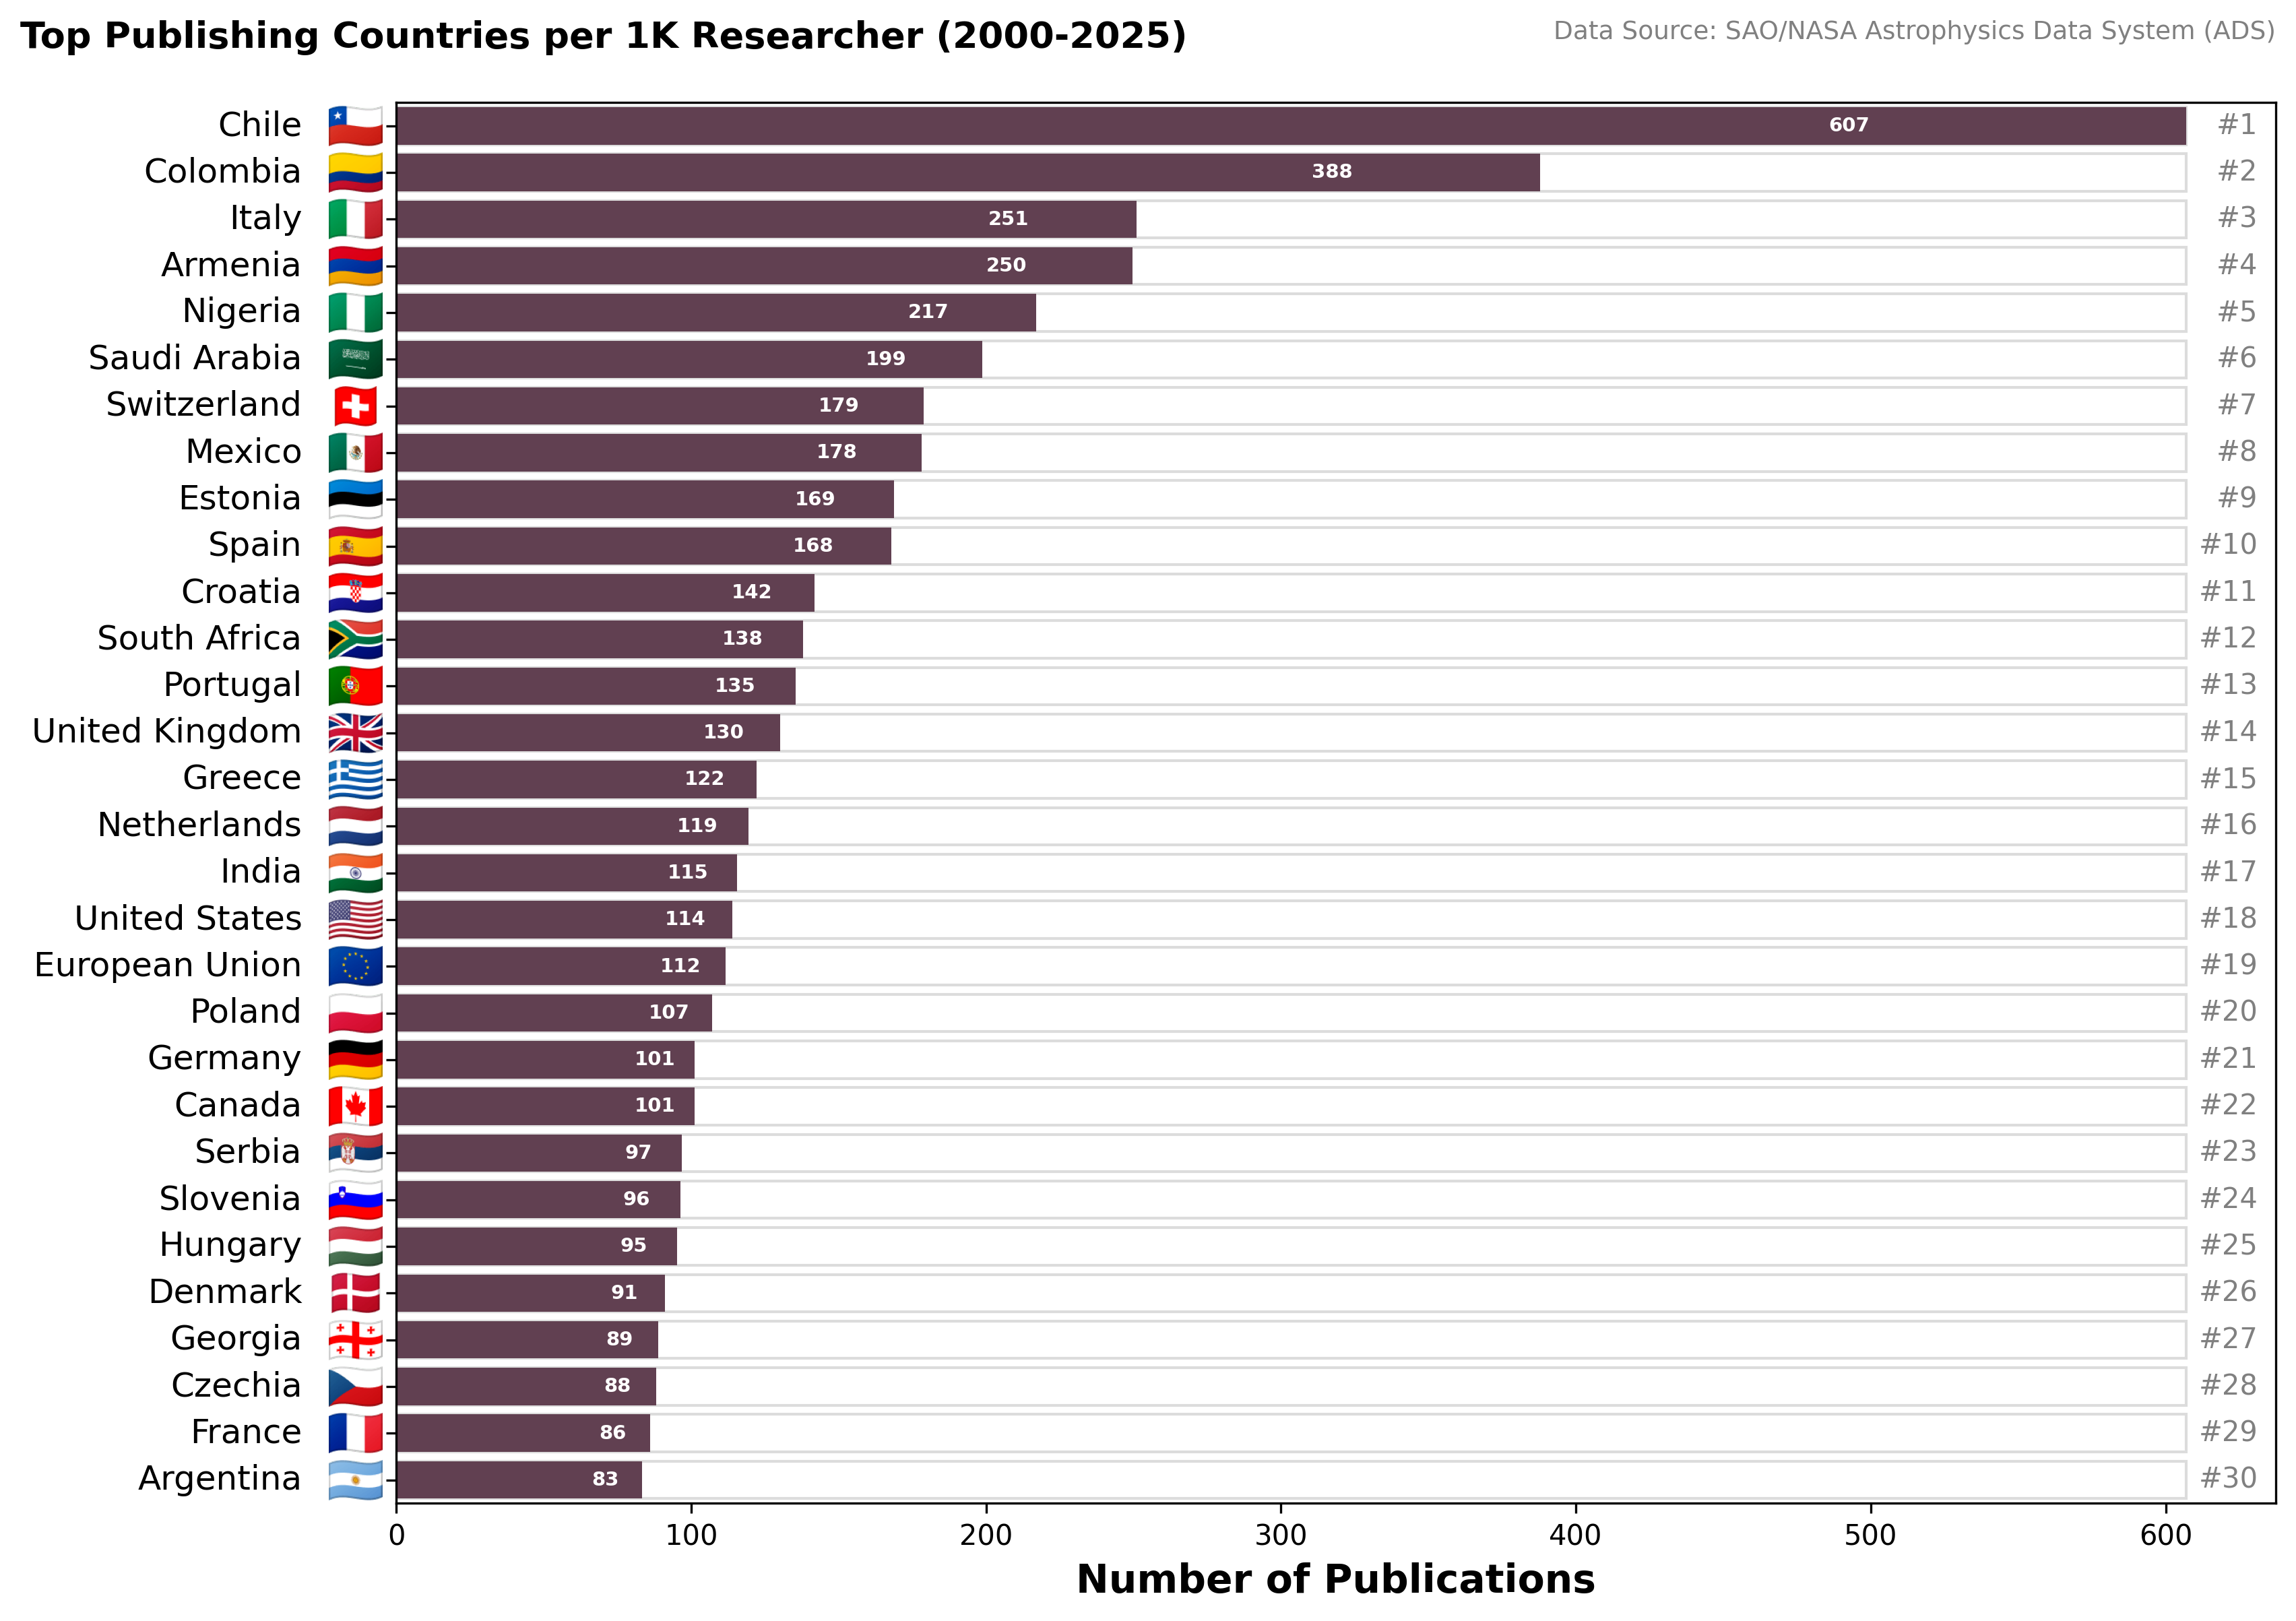 Top Publishing Countries per 1K Researcher (2000-2025)
Data Source: SAO/NASA Astrophysics Data System (ADS)
Chile 607 #1
Colombia 388 #2
Italy 251 #3
Armenia 250 #4
Nigeria 217 #5
Saudi Arabia 199 #6
Switzerland 179 #7
Mexico 178 #8
Estonia 169 #9
Spain 168 #10
Croatia 142 #11
South Africa 138 #12
Portugal 135 #13
United Kingdom 130 #14
Greece 122 #15
Netherlands 119 #16
India 115 #17
United States 114 #18
European Union 112 #19
Poland 107 #20
Germany 101 #21
Canada 101 #22
Serbia 97 #23
Slovenia 96 #24
Hungary 95 #25
Denmark 91 #26
Georgia 89 #27
Czechia 88 #28
France 86 #29
Argentina 83 #30
0 100 200 300 400 500 600
Number of Publications